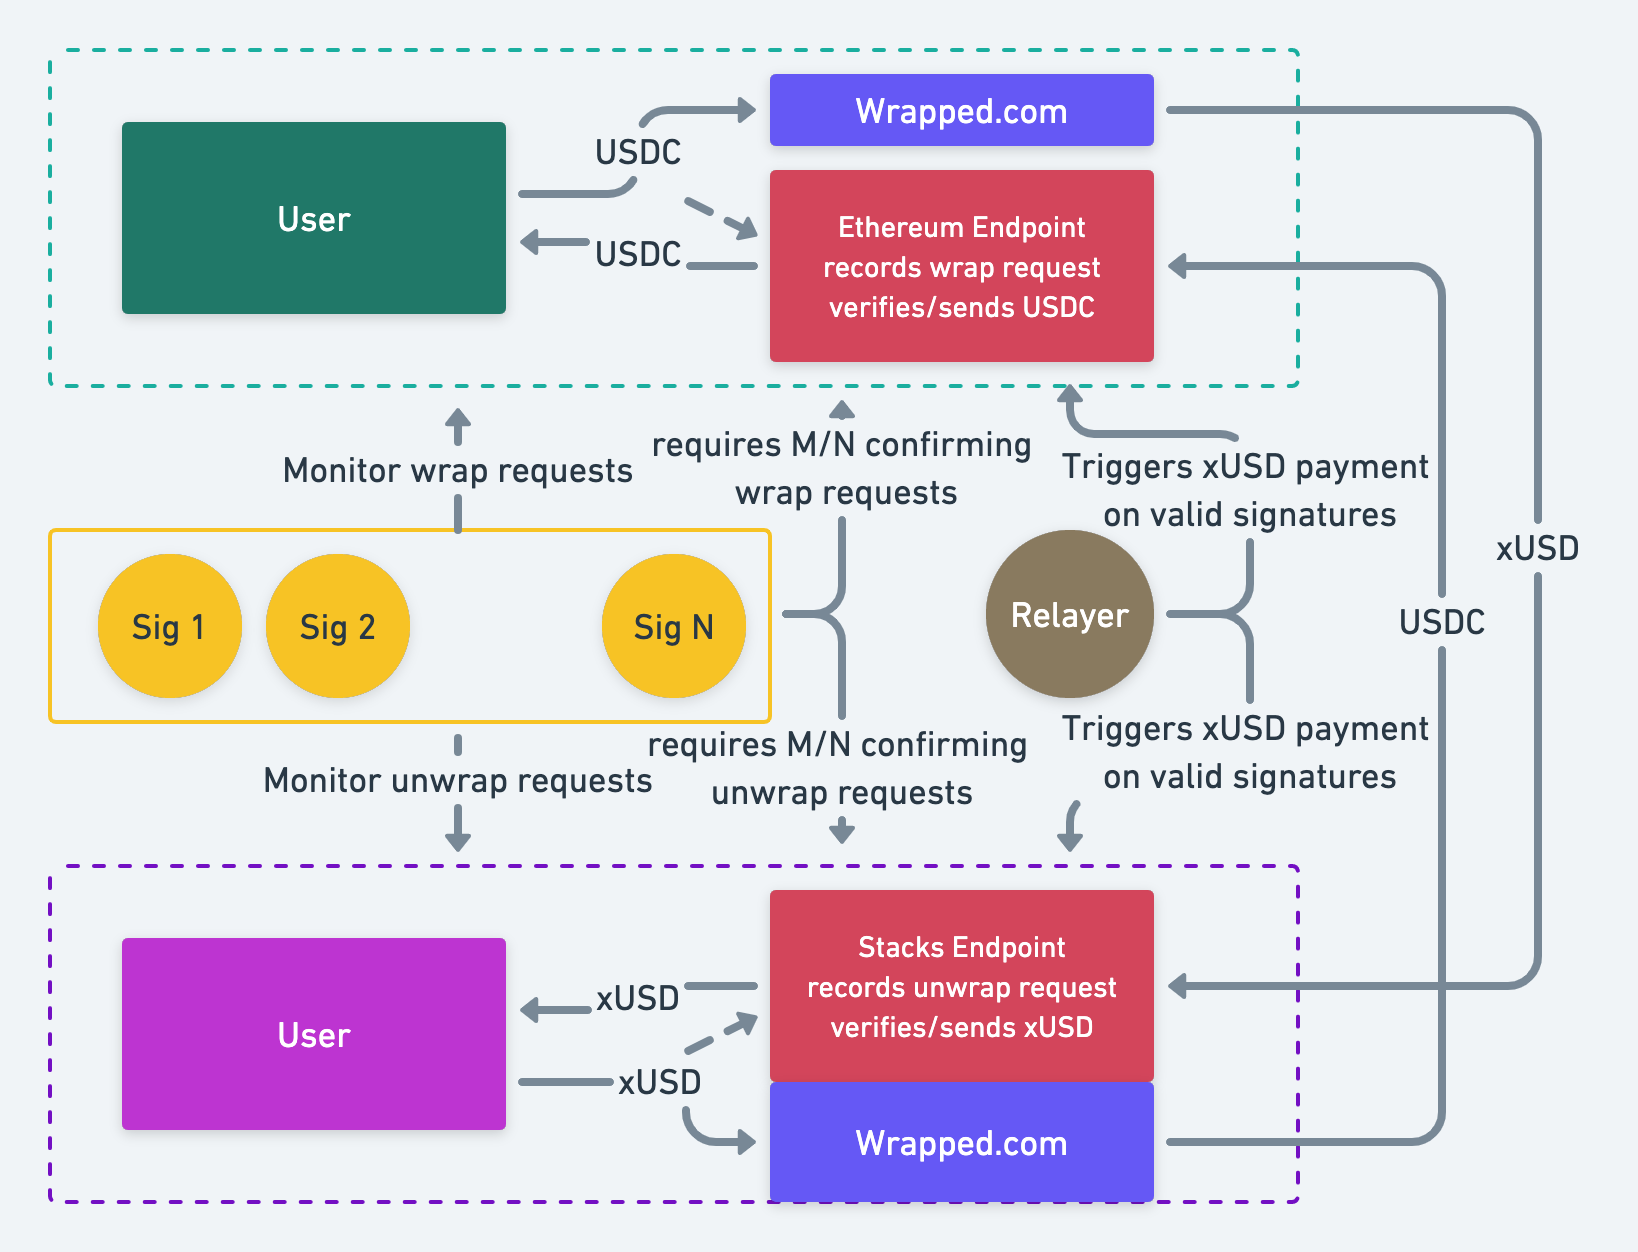 Wrapped.com
USDC
User
Ethereum Endpoint
records wrap request
verifies/sends USDC
USDC
Monitor wrap requests
requires M/N confirming
wrap requests
Triggers xUSD payment
on valid signatures
xUSD
Sig 1
Sig 2
Sig N
Relayer
USDC
Monitor unwrap requests
requires M/N confirming
unwrap requests
Triggers xUSD payment
on valid signatures
Stacks Endpoint
records unwrap request
verifies/sends xUSD
xUSD
User
xUSD
Wrapped.com